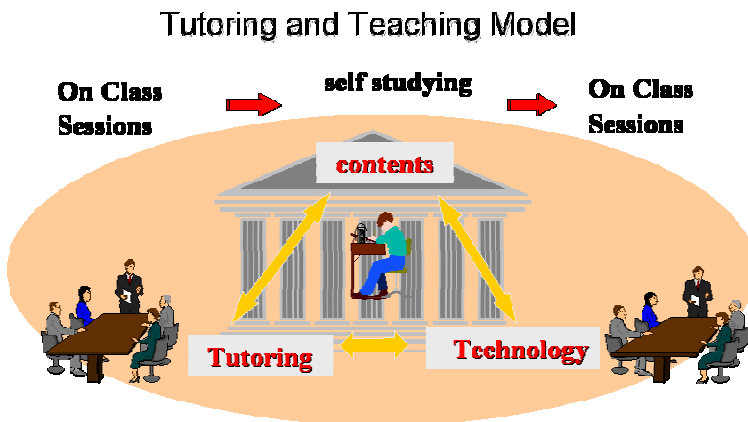 Tutoring and Teaching Model
On Class
Sessions
self studying
On Class
Sessions
contents
Tutoring
Technology